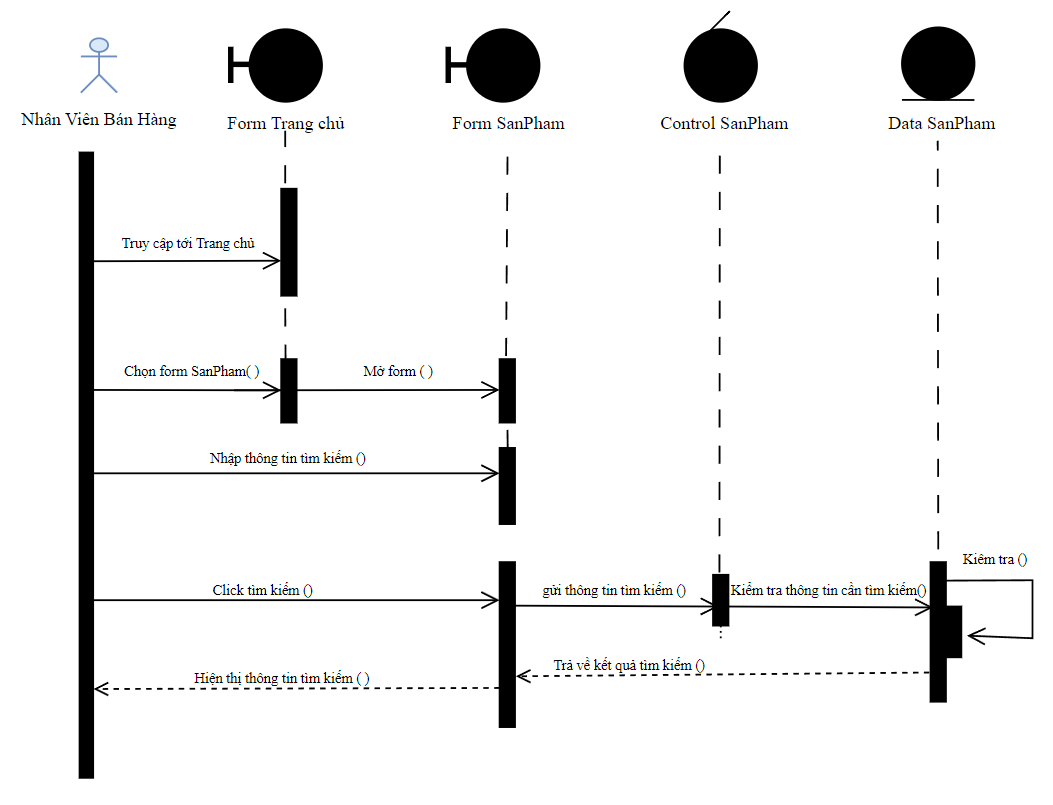 Nhân Viên Bán Hàng
Form Trang chủ
Form SanPham
Control SanPham
Data SanPham
Truy cập tới Trang chủ
Chọn form SanPham( )
Mở form ( )
Nhập thông tin tìm kiếm ()
Kiêm tra ()
Click tìm kiếm ()
gửi thông tin tìm kiếm ()
Kiểm tra thông tin cần tìm kiếm()
Trả về kết quả tìm kiếm ()
Hiện thị thông tin tìm kiếm ( )